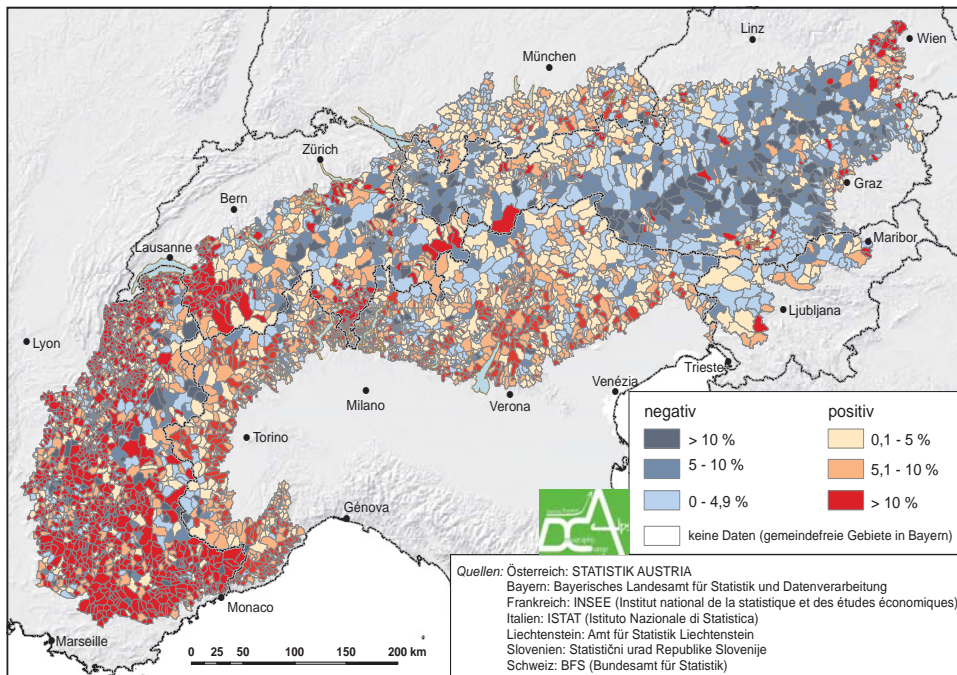 Linz
Wien
München
Zürich
Bern
Graz
Lausanne
Maribor
Ljubljana
Lyon
Trieste
Milano
Verona
Venézia
Torino
Génova
Monaco
Marseille
0 25 50 100 150 200 km
negativ positiv
> 10 % 0,1 - 5 %
5 - 10 % 5,1 - 10 %
0 - 4,9 % > 10 %
keine Daten (gemeindefreie Gebiete in Bayern)
DCAlps
Quellen: Österreich: STATISTIK AUSTRIA
Bayern: Bayerisches Landesamt für Statistik und Datenverarbeitung
Frankreich: INSEE (Institut national de la statistique et des études économiques)
Italien: ISTAT (Istituto Nazionale di Statistica)
Liechtenstein: Amt für Statistik Liechtenstein
Slovenien: Statistični urad Republike Slovenije
Schweiz: BFS (Bundesamt für Statistik)